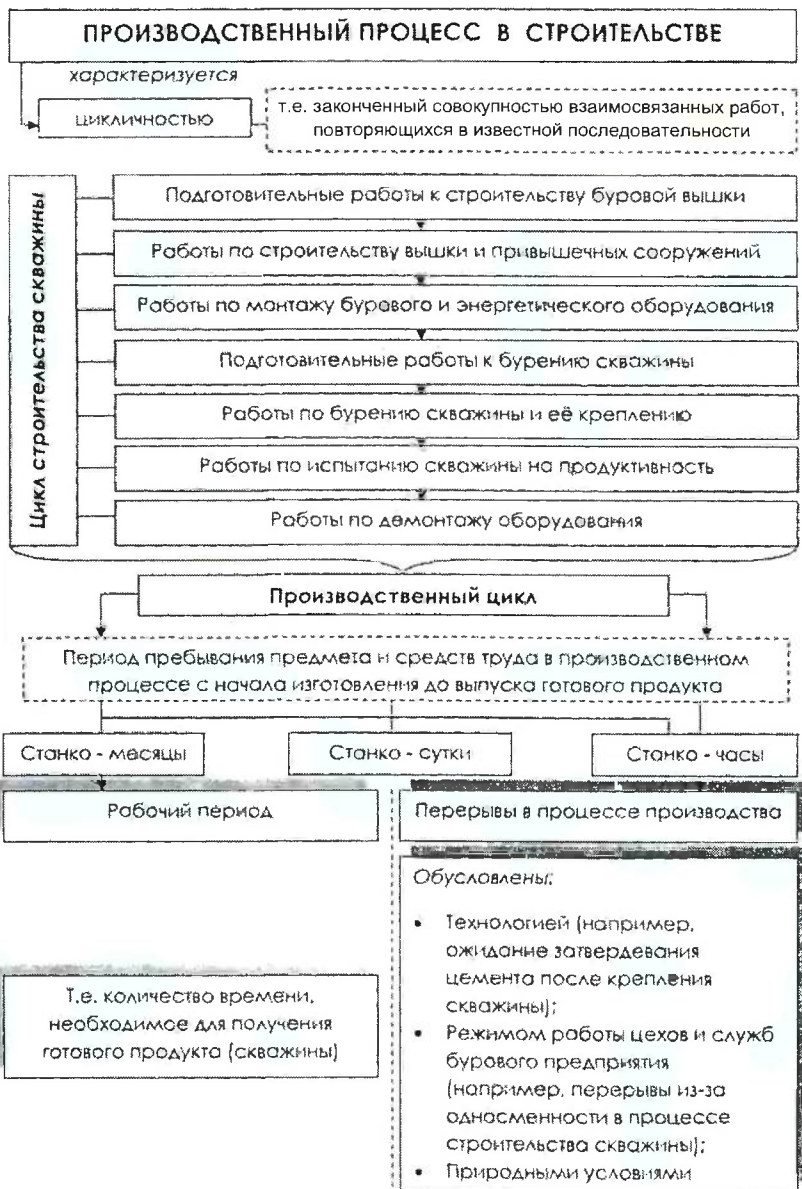 ПРОИЗВОДСТВЕННЫЙ ПРОЦЕСС В СТРОИТЕЛЬСТВЕ
характеризуется
цикличностью
т.е. законченный совокупностью взаимосвязанных работ,
повторяющихся в известной последовательности
Цикл строительства скважины
Подготовительные работы к строительству буровой вышки
Работы по строительству вышки и привышечных сооружений
Работы по монтажу бурового и энергетического оборудования
Подготовительные работы к бурению скважины
Работы по бурению скважины и её креплению
Работы по испытанию скважины на продуктивность
Работы по демонтажу оборудования
Производственный цикл
Период пребывания предмета и средств труда в производственном
процессе с начала изготовления до выпуска готового продукта
Станко - месяцы
Станко - сутки
Станко - часы
Рабочий период
Т.е. количество времени,
необходимое для получения
готового продукта (скважины)
Перерывы в процессе производства
Обусловлены:
• Технологией (например,
ожидание затвердевания
цемента после крепления
скважины);
• Режимом работы цехов и служб
бурового предприятия
(например, перерывы из-за
односменности в процессе
строительства скважины);
• Природными условиями